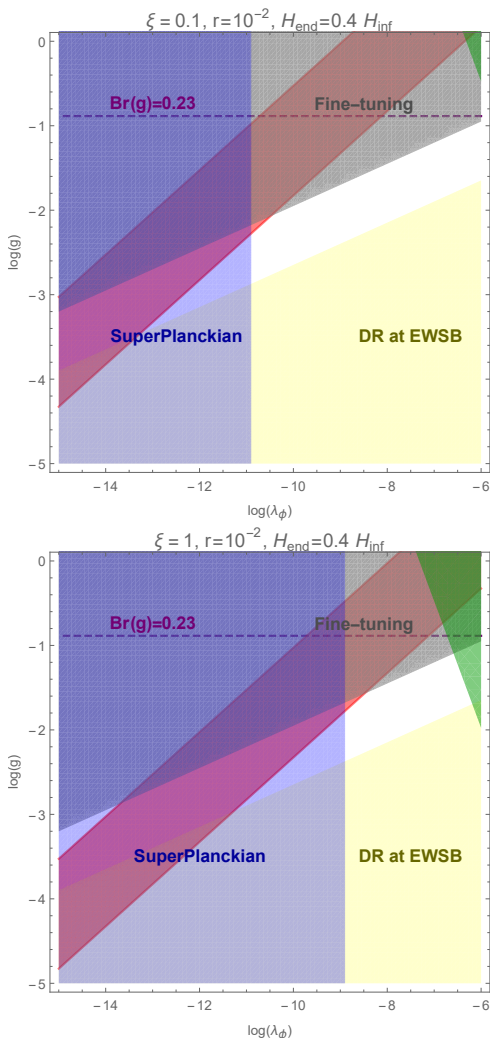 ξ = 0.1, r=10⁻², H_end=0.4 H_inf
0
Br(g)=0.23
Fine-tuning
−1
−2
log(g)
−3
SuperPlanckian
DR at EWSB
−4
−5
−14
−12
−10
−8
−6
log(λ_ϕ)
ξ = 1, r=10⁻², H_end=0.4 H_inf
0
Br(g)=0.23
Fine-tuning
−1
−2
log(g)
−3
SuperPlanckian
DR at EWSB
−4
−5
−14
−12
−10
−8
−6
log(λ_ϕ)